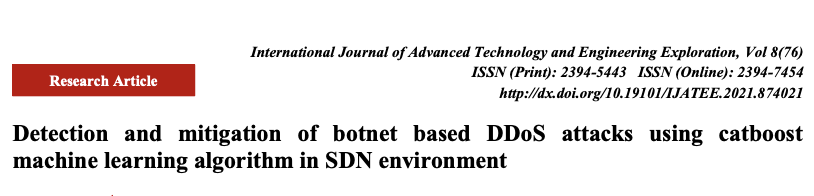 International Journal of Advanced Technology and Engineering Exploration, Vol 8(76)
Research Article
ISSN (Print): 2394-5443 ISSN (Online): 2394-7454
http://dx.doi.org/10.19101/IJATEE.2021.874021
Detection and mitigation of botnet based DDoS attacks using catboost
machine learning algorithm in SDN environment